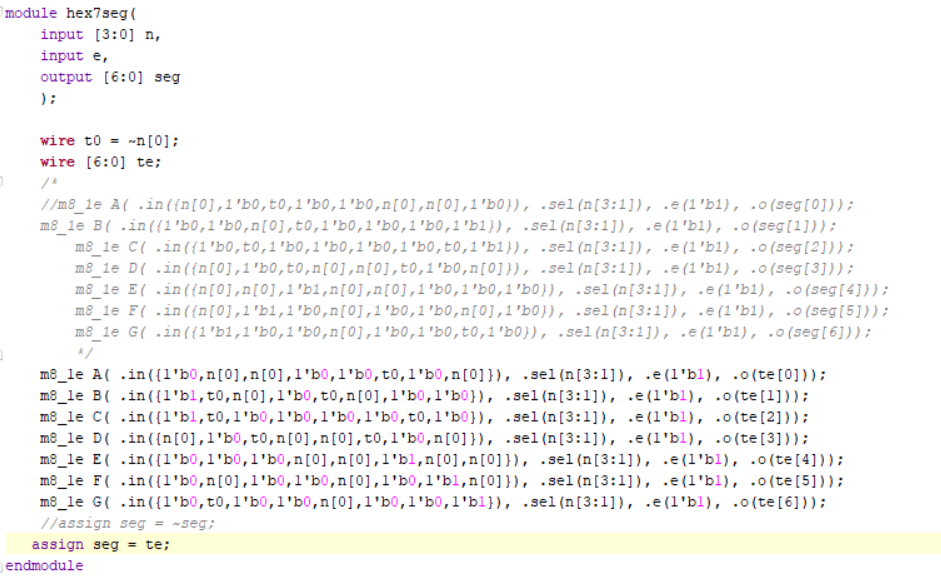 module hex7seg(
input [3:0] n,
input e,
output [6:0] seg
);
wire t0 = ~n[0];
wire [6:0] te;
/*
//m8_1e A( .in({n[0],1'b0,t0,1'b0,1'b0,n[0],n[0],1'b0}), .sel(n[3:1]), .e(1'b1), .o(seg[0]));
m8_1e B( .in({1'b0,1'b0,n[0],t0,1'b0,1'b0,1'b0,1'b1}), .sel(n[3:1]), .e(1'b1), .o(seg[1]));
m8_1e C( .in({1'b0,t0,1'b0,1'b0,1'b0,1'b0,t0,1'b1}), .sel(n[3:1]), .e(1'b1), .o(seg[2]));
m8_1e D( .in({n[0],1'b0,t0,n[0],n[0],t0,1'b0,n[0]}), .sel(n[3:1]), .e(1'b1), .o(seg[3]));
m8_1e E( .in({n[0],n[0],1'b1,n[0],n[0],1'b0,1'b0,1'b0}), .sel(n[3:1]), .e(1'b1), .o(seg[4]));
m8_1e F( .in({n[0],1'b1,1'b0,n[0],1'b0,1'b0,n[0],1'b0}), .sel(n[3:1]), .e(1'b1), .o(seg[5]));
m8_1e G( .in({1'b1,1'b0,1'b0,n[0],1'b0,1'b0,t0,1'b0}), .sel(n[3:1]), .e(1'b1), .o(seg[6]));
*/
m8_1e A( .in({1'b0,n[0],n[0],1'b0,1'b0,t0,1'b0,n[0]}), .sel(n[3:1]), .e(1'b1), .o(te[0]));
m8_1e B( .in({1'b1,t0,n[0],1'b0,t0,n[0],1'b0,1'b0}), .sel(n[3:1]), .e(1'b1), .o(te[1]));
m8_1e C( .in({1'b1,t0,1'b0,1'b0,1'b0,1'b0,t0,1'b0}), .sel(n[3:1]), .e(1'b1), .o(te[2]));
m8_1e D( .in({n[0],1'b0,t0,n[0],n[0],t0,1'b0,n[0]}), .sel(n[3:1]), .e(1'b1), .o(te[3]));
m8_1e E( .in({1'b0,1'b0,1'b0,n[0],n[0],1'b1,n[0],n[0]}), .sel(n[3:1]), .e(1'b1), .o(te[4]));
m8_1e F( .in({1'b0,n[0],1'b0,1'b0,n[0],1'b0,1'b1,n[0]}), .sel(n[3:1]), .e(1'b1), .o(te[5]));
m8_1e G( .in({1'b0,t0,1'b0,1'b0,n[0],1'b0,1'b0,1'b1}), .sel(n[3:1]), .e(1'b1), .o(te[6]));
//assign seg = ~seg;
assign seg = te;
endmodule